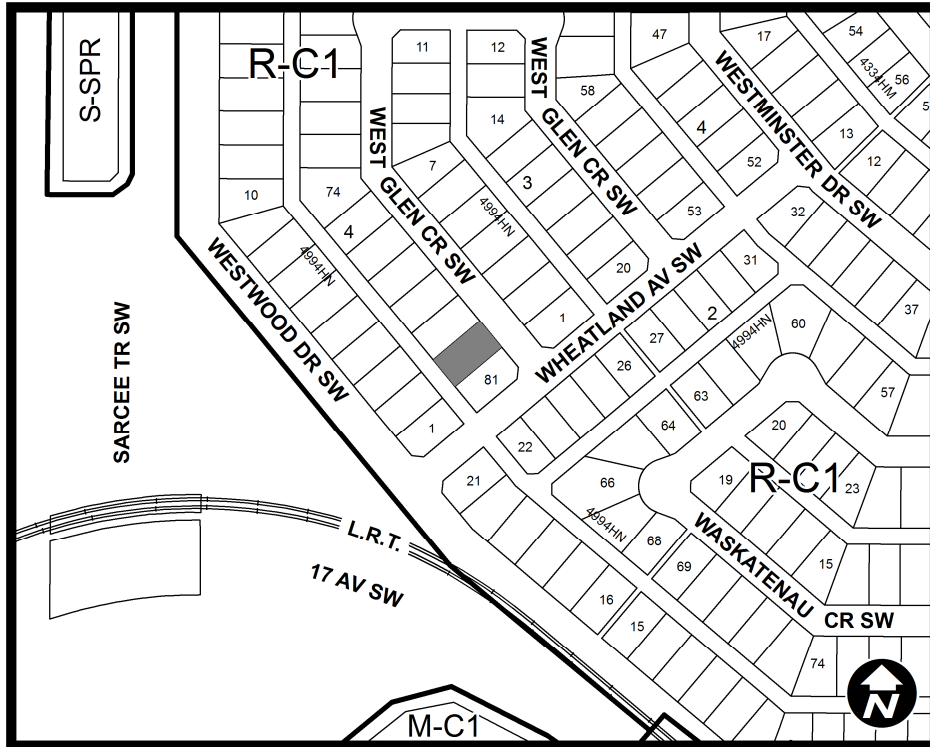 S-SPR
R-C1
11
12
WEST
GLEN CR SW
47
17
54
56
4334HM
5
WESTMINSTER DR SW
58
4
13
12
52
14
WEST
GLEN CR SW
7
3
4994HN
10
74
4
4994HN
53
32
20
WHEATLAND AV SW
31
37
WESTWOOD DR SW
1
2
27
4994HN
60
26
81
63
57
SARCEE TR SW
1
22
64
20
R-C1
21
66
19
23
4994HN
68
WASKATENAU
CR SW
L.R.T.
17 AV SW
69
15
16
15
74
N
M-C1